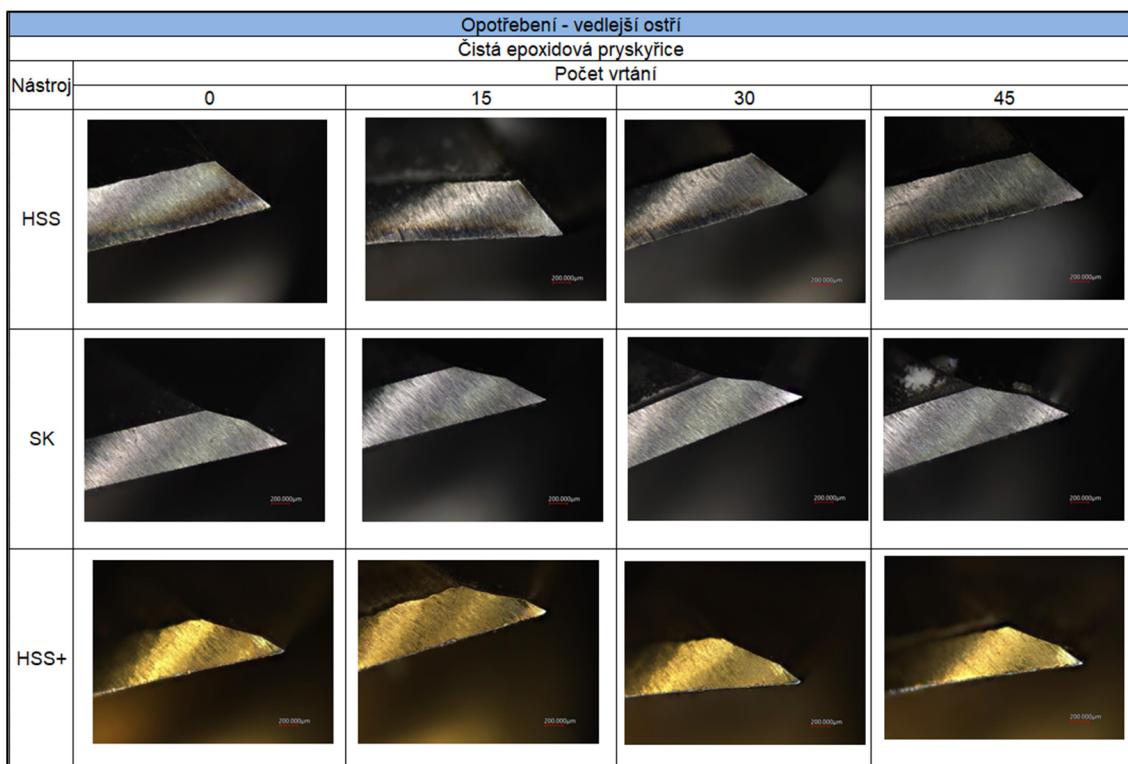 Opotřebení - vedlejší ostří
Čistá epoxidová pryskyřice
Nástroj
Počet vrtání
0 15 30 45
HSS
200.000µm 200.000µm 200.000µm
SK
200.000µm 200.000µm 200.000µm 200.000µm
HSS+
200.000µm 200.000µm 200.000µm 200.000µm